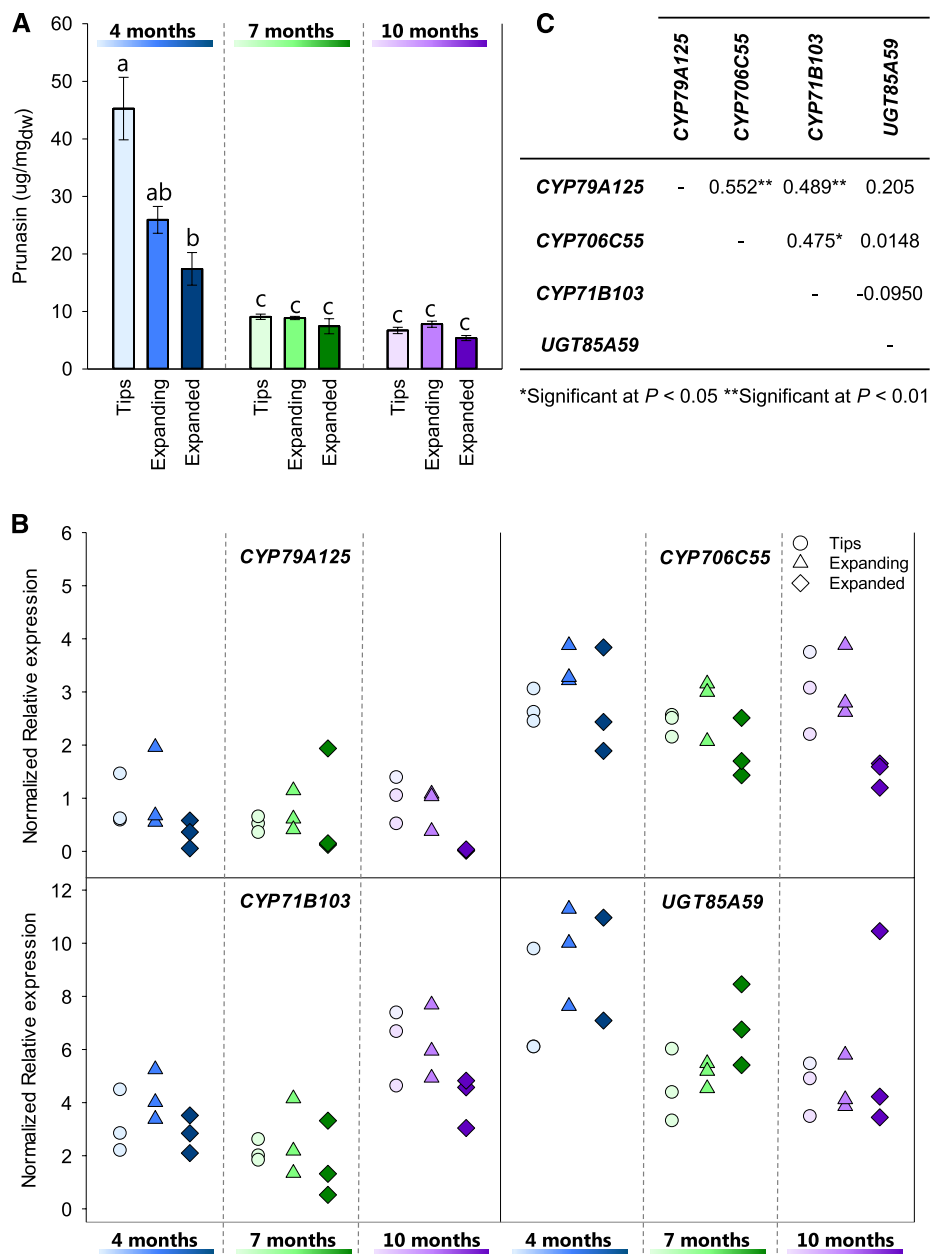 A
4 months 7 months 10 months
60
50
40
30
20
10
0
Prunasin (ug/mgdw)
a
ab
b
c c c
c c c
Tips Expanding Expanded Tips Expanding Expanded Tips Expanding Expanded
C
CYP79A125 CYP706C55 CYP71B103 UGT85A59
CYP79A125 - 0.552** 0.489** 0.205
CYP706C55 - 0.475* 0.0148
CYP71B103 - -0.0950
UGT85A59 -
*Significant at P < 0.05 **Significant at P < 0.01
B
Normalized Relative expression
6
5
4
3
2
1
0
CYP79A125
CYP706C55
Tips
Expanding
Expanded
Normalized Relative expression
12
10
8
6
4
2
0
CYP71B103
UGT85A59
4 months 7 months 10 months 4 months 7 months 10 months